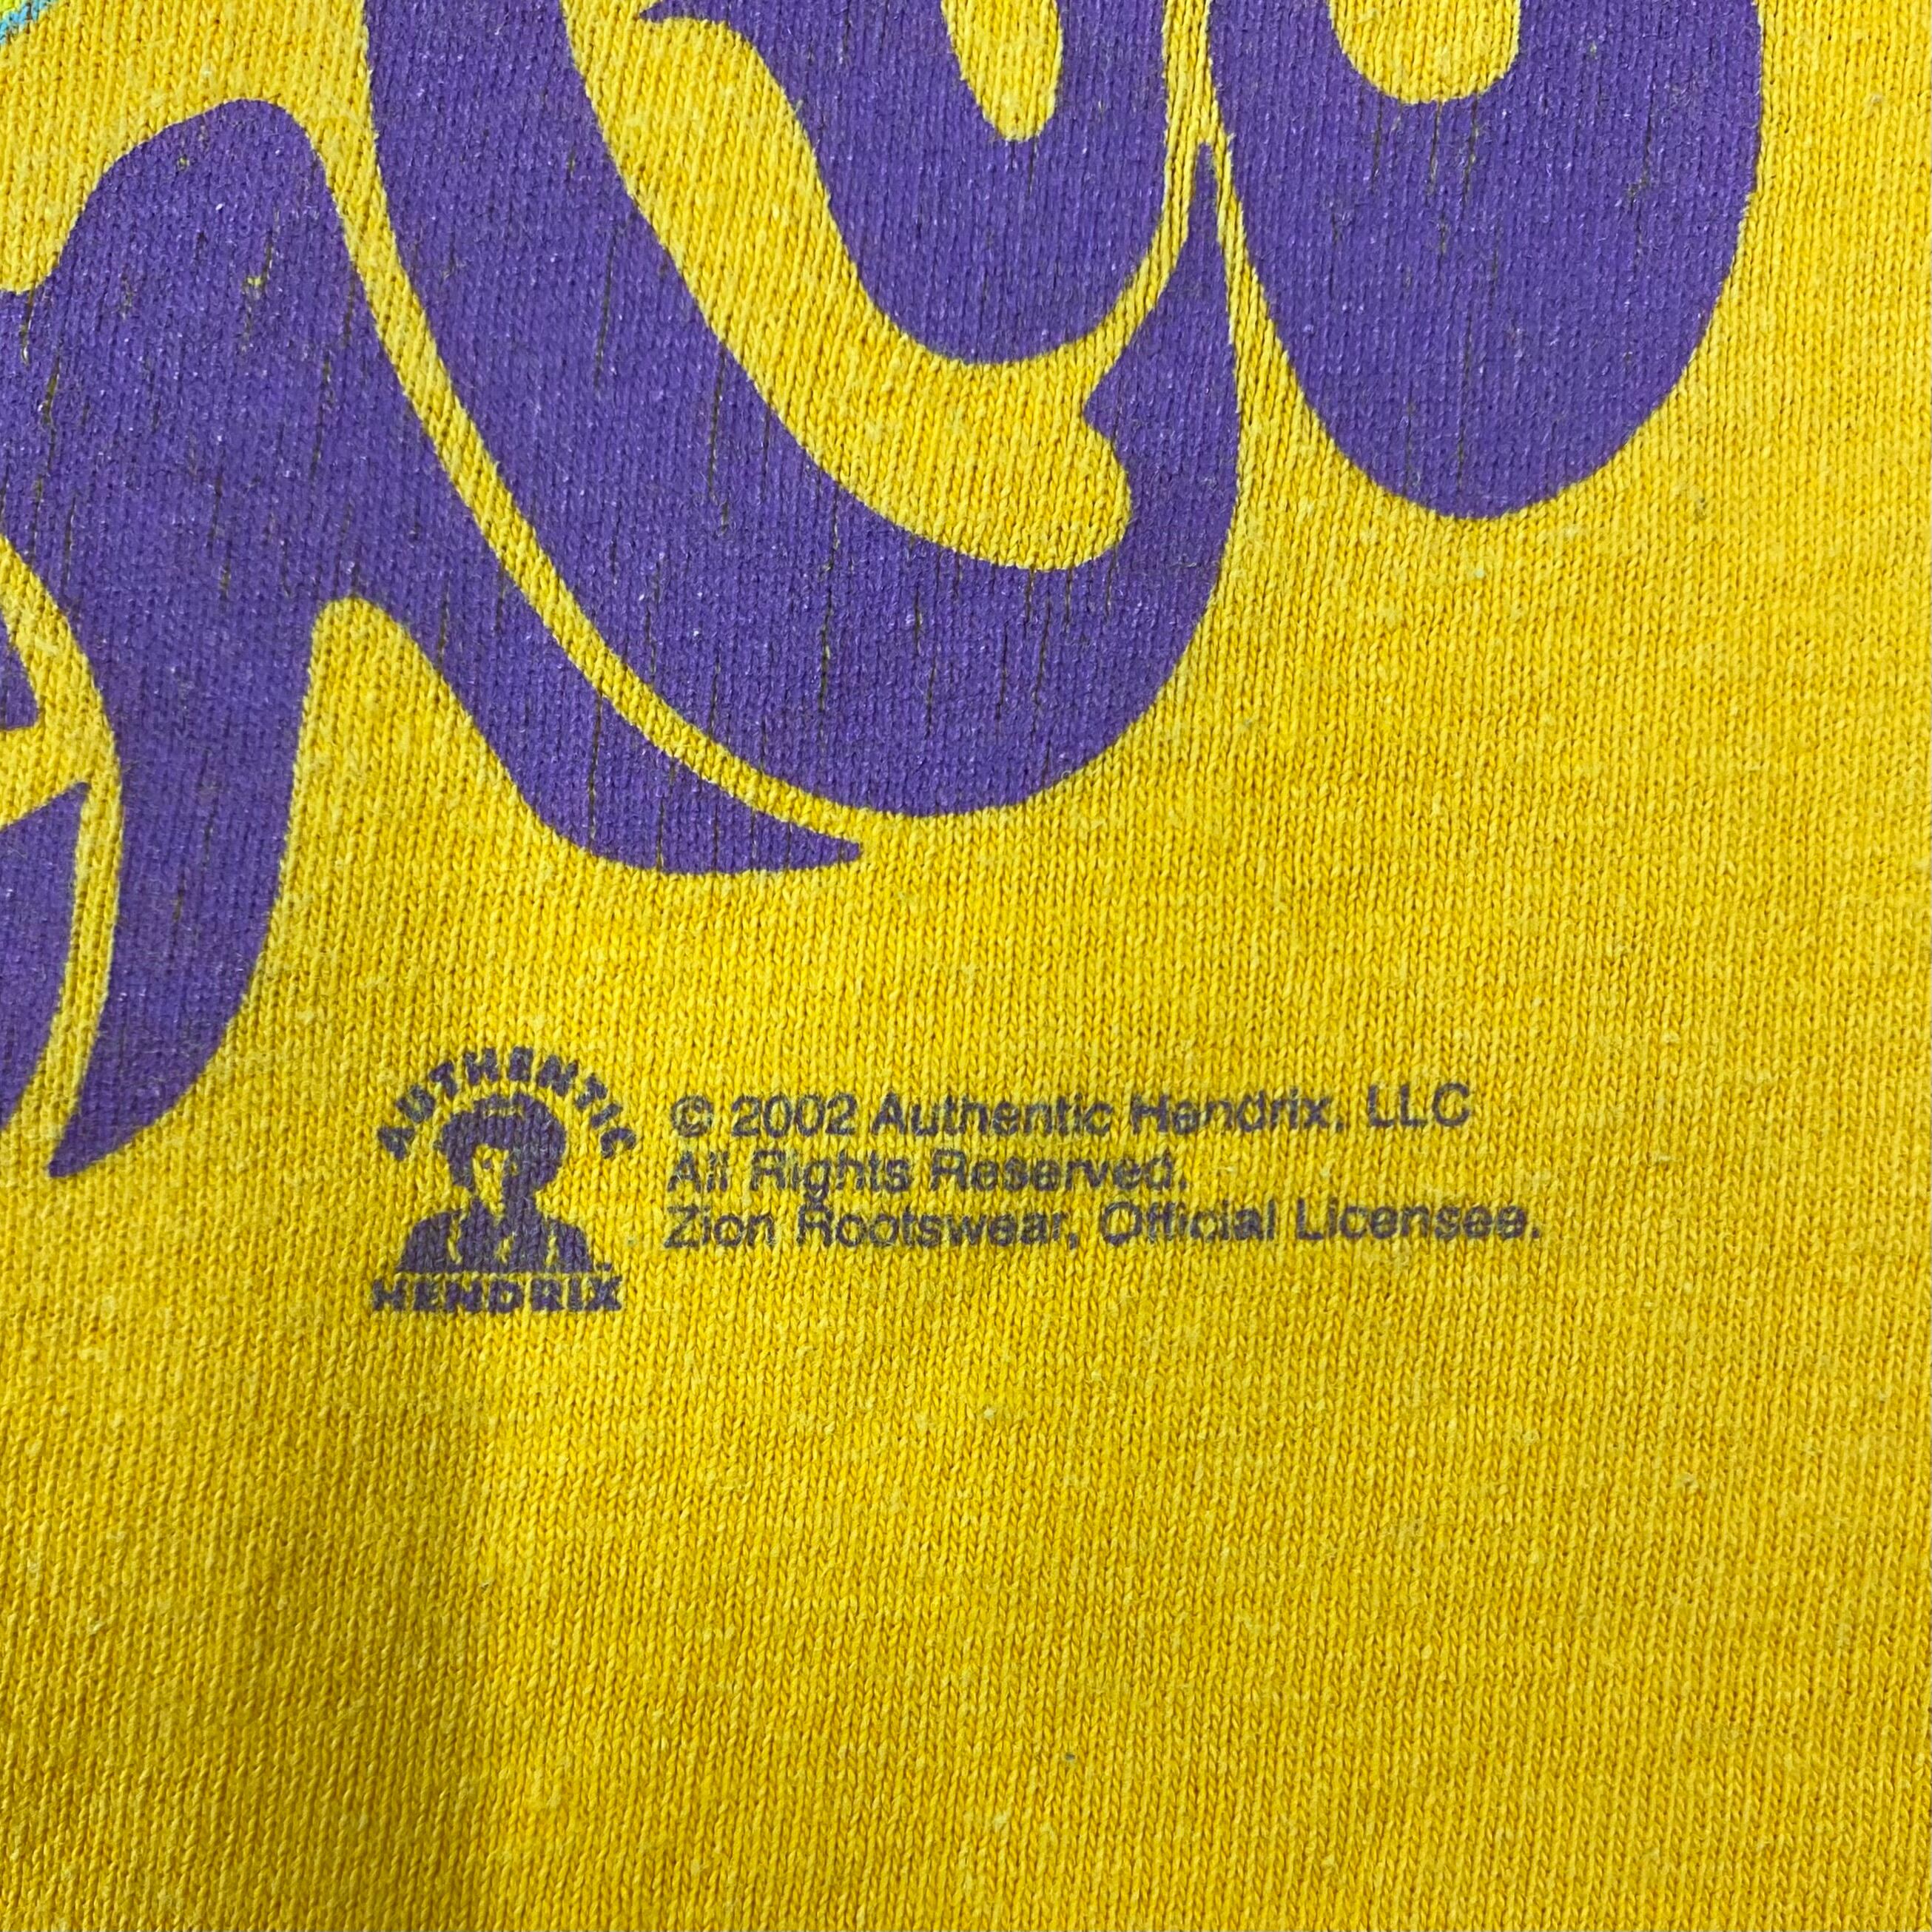 AUTHENTIC
HENDRIX
© 2002 Authentic Hendrix, LLC
All Rights Reserved.
Zion Rootswear, Official Licensee.